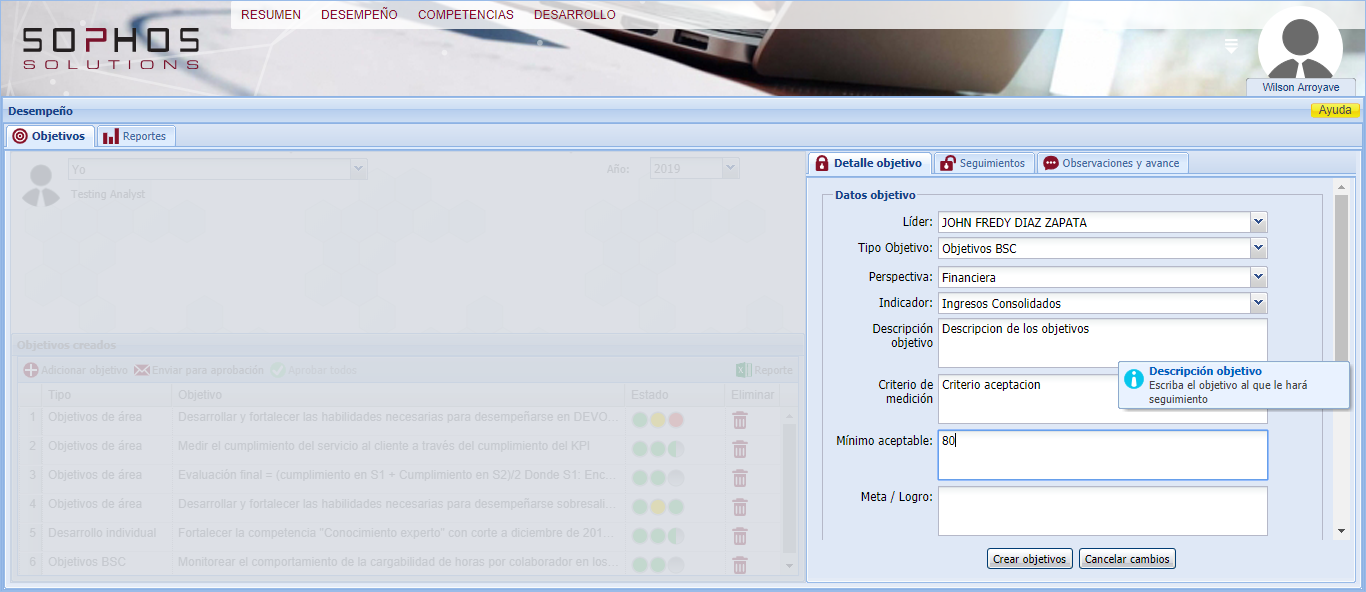 RESUMEN DESEMPEÑO COMPETENCIAS DESARROLLO
SOPHOS
SOLUTIONS
Wilson Arroyave
Desempeño
Ayuda
Objetivos Reportes
Yo
Año: 2019
Testing Analyst
Objetivos creados
Adicionar objetivo Enviar para aprobación Aprobar todos Reporte
Tipo Objetivo Estado Eliminar
1 Objetivos de área Desarrollar y fortalecer las habilidades necesarias para desempeñarse en DEVO...
2 Objetivos de área Medir el cumplimiento del servicio al cliente a través del cumplimiento del KPI
3 Objetivos de área Evaluación final = (cumplimiento en S1 + Cumplimiento en S2)/2 Donde S1: Enc...
4 Objetivos de área Desarrollar y fortalecer las habilidades necesarias para desempeñarse sobresali...
5 Desarrollo individual Fortalecer la competencia "Conocimiento experto" con corte a diciembre de 201...
6 Objetivos BSC Monitorear el comportamiento de la cargabilidad de horas por colaborador en los...
Detalle objetivo Seguimientos Observaciones y avance
Datos objetivo
Líder: JOHN FREDY DIAZ ZAPATA
Tipo Objetivo: Objetivos BSC
Perspectiva: Financiera
Indicador: Ingresos Consolidados
Descripción objetivo Descripcion de los objetivos
Descripción objetivo
Escriba el objetivo al que le hará
seguimiento
Criterio de medición Criterio aceptacion
Mínimo aceptable: 80
Meta / Logro:
Crear objetivos Cancelar cambios